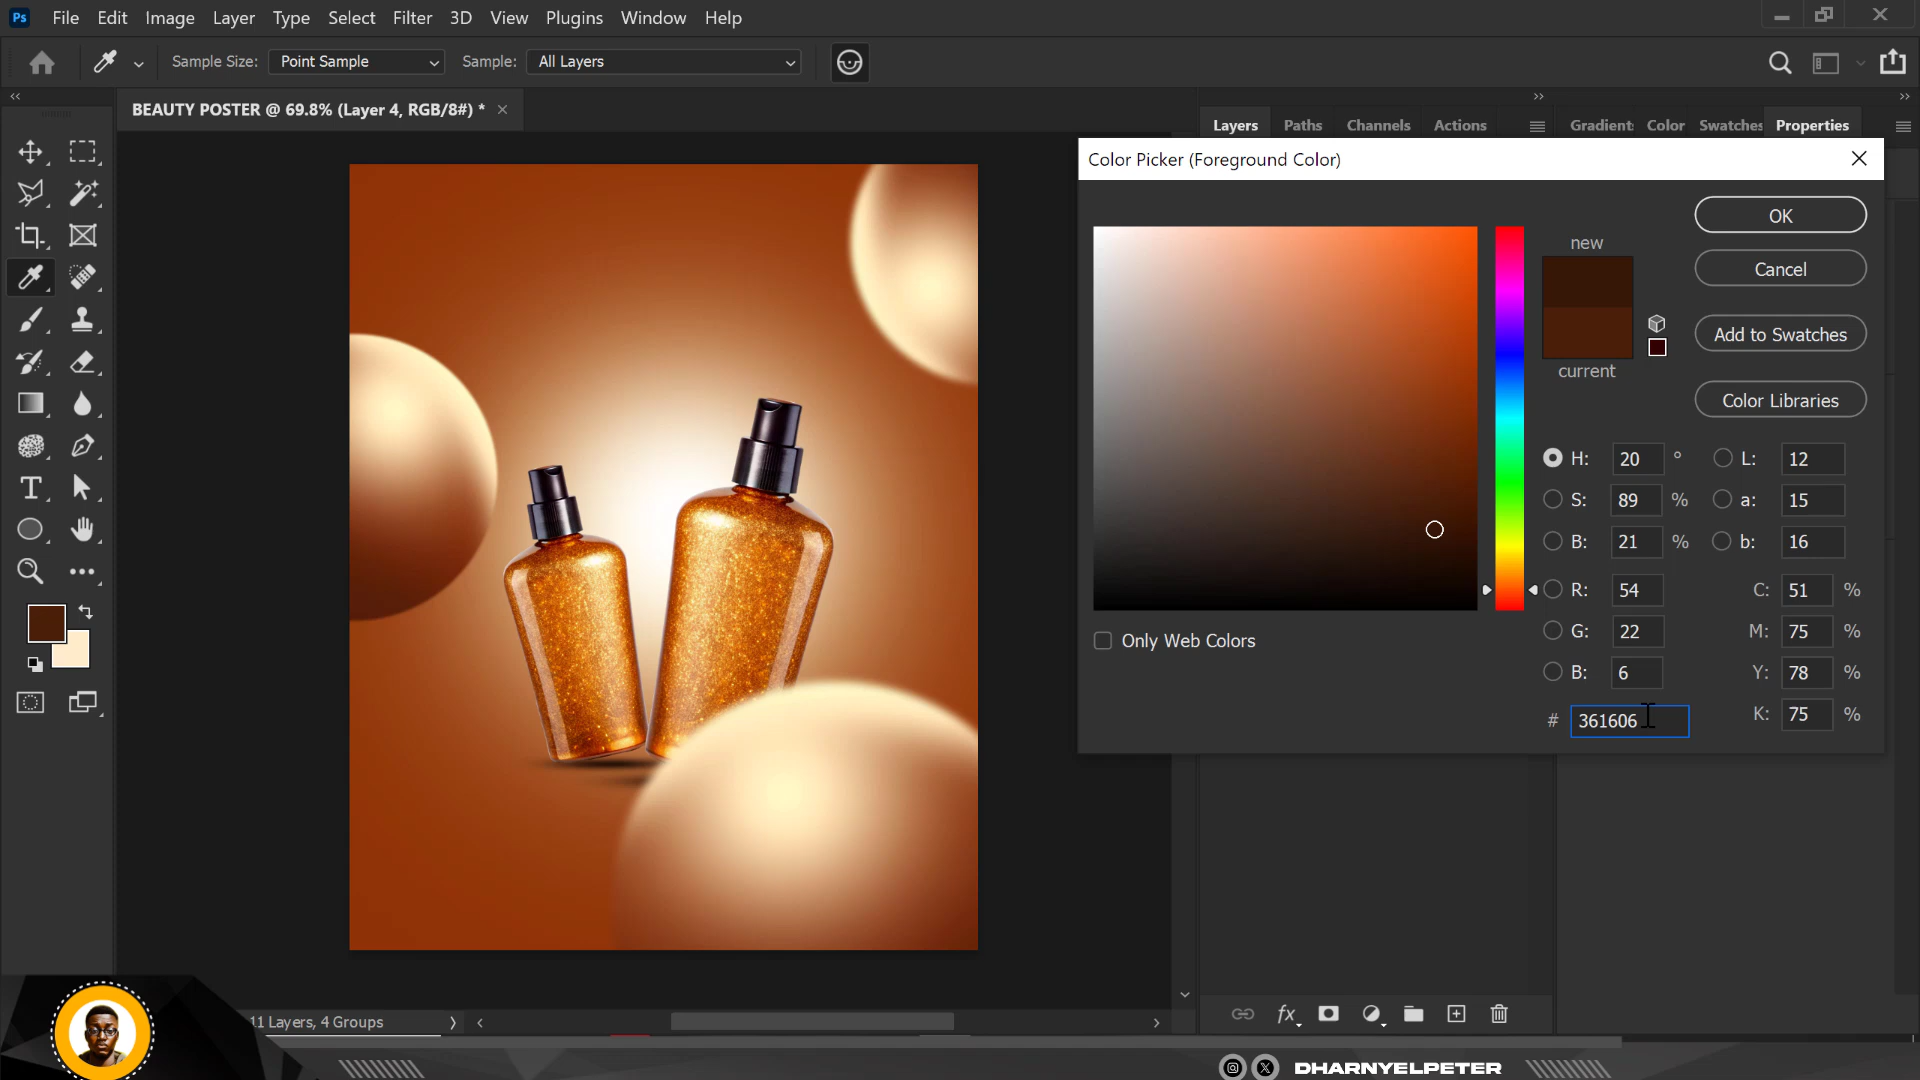 Ps File Edit Image Layer Type Select Filter 3D View Plugins Window Help
Sample Size: Point Sample Sample: All Layers
BEAUTY POSTER @ 69.8% (Layer 4, RGB/8#) * ×
Layers Paths Channels Actions
Gradient Color Swatches Properties
Color Picker (Foreground Color)
OK
new
Cancel
Add to Swatches
current
Color Libraries
H: 20 ° L: 12
S: 89 % a: 15
B: 21 % b: 16
R: 54 C: 51 %
G: 22 M: 75 %
B: 6 Y: 78 %
# 361606 K: 75 %
Only Web Colors
11 Layers, 4 Groups
fx
DHARNYELPETER